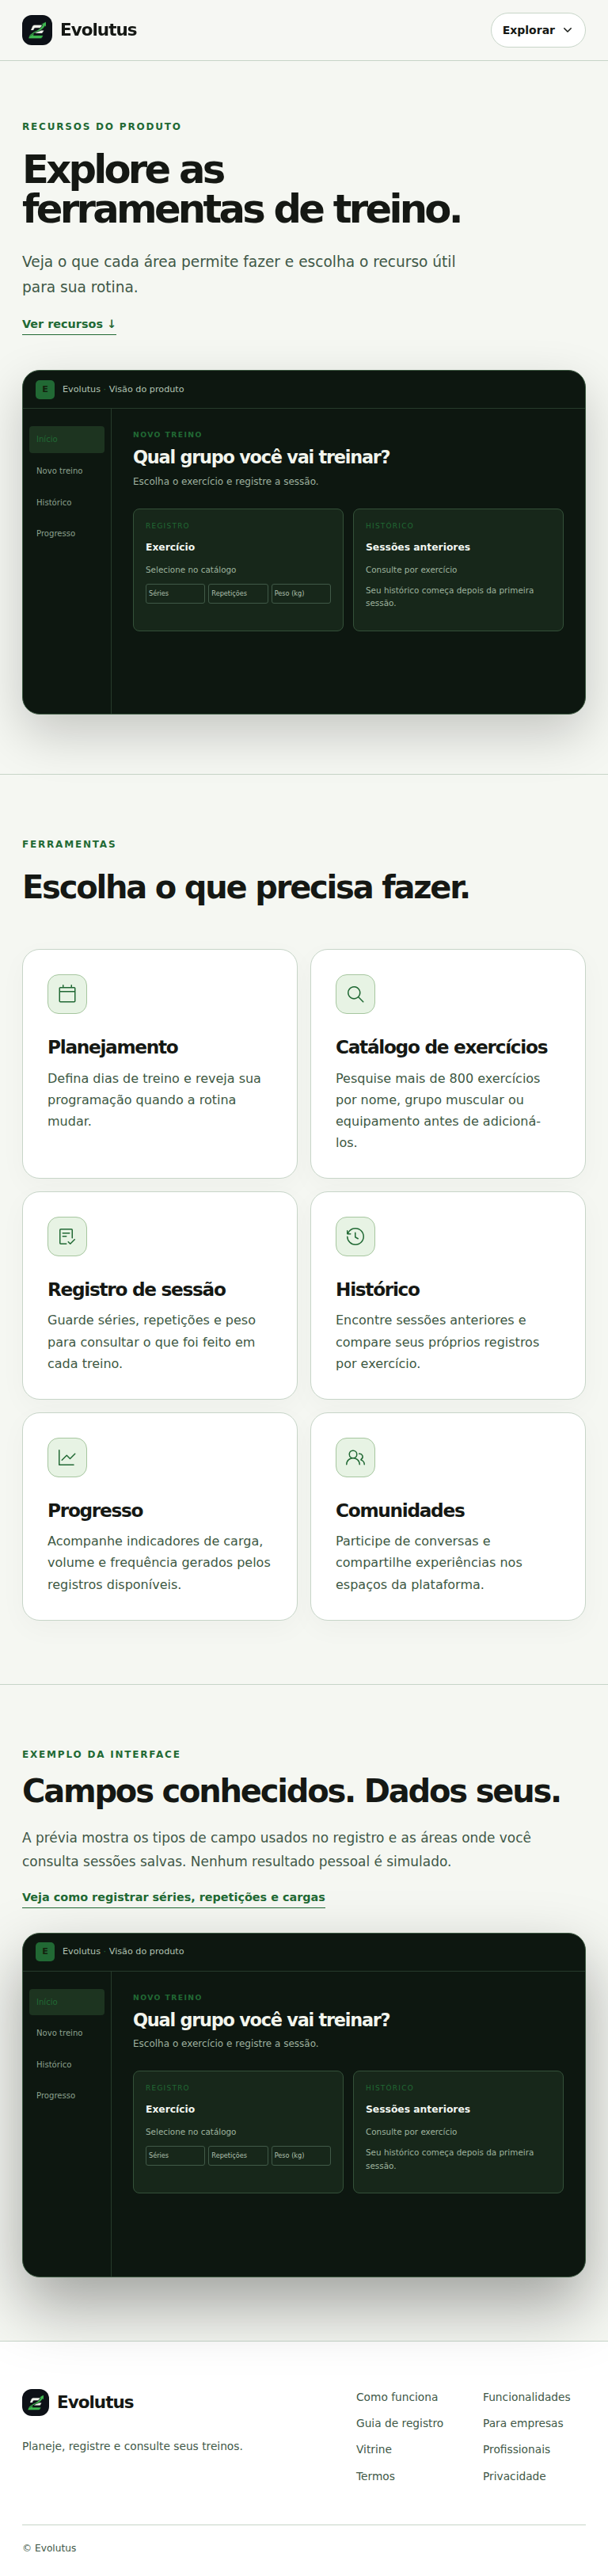 Evolutus
Explorar
RECURSOS DO PRODUTO
Explore as
ferramentas de treino.
Veja o que cada área permite fazer e escolha o recurso útil
para sua rotina.
Ver recursos ↓
E
Evolutus · Visão do produto
Início
Novo treino
Histórico
Progresso
NOVO TREINO
Qual grupo você vai treinar?
Escolha o exercício e registre a sessão.
REGISTRO
Exercício
Selecione no catálogo
Séries
Repetições
Peso (kg)
HISTÓRICO
Sessões anteriores
Consulte por exercício
Seu histórico começa depois da primeira
sessão.
FERRAMENTAS
Escolha o que precisa fazer.
Planejamento
Defina dias de treino e reveja sua
programação quando a rotina
mudar.
Catálogo de exercícios
Pesquise mais de 800 exercícios
por nome, grupo muscular ou
equipamento antes de adicioná-
los.
Registro de sessão
Guarde séries, repetições e peso
para consultar o que foi feito em
cada treino.
Histórico
Encontre sessões anteriores e
compare seus próprios registros
por exercício.
Progresso
Acompanhe indicadores de carga,
volume e frequência gerados pelos
registros disponíveis.
Comunidades
Participe de conversas e
compartilhe experiências nos
espaços da plataforma.
EXEMPLO DA INTERFACE
Campos conhecidos. Dados seus.
A prévia mostra os tipos de campo usados no registro e as áreas onde você
consulta sessões salvas. Nenhum resultado pessoal é simulado.
Veja como registrar séries, repetições e cargas
E
Evolutus · Visão do produto
Início
Novo treino
Histórico
Progresso
NOVO TREINO
Qual grupo você vai treinar?
Escolha o exercício e registre a sessão.
REGISTRO
Exercício
Selecione no catálogo
Séries
Repetições
Peso (kg)
HISTÓRICO
Sessões anteriores
Consulte por exercício
Seu histórico começa depois da primeira
sessão.
Evolutus
Planeje, registre e consulte seus treinos.
Como funciona
Funcionalidades
Guia de registro
Para empresas
Vitrine
Profissionais
Termos
Privacidade
© Evolutus